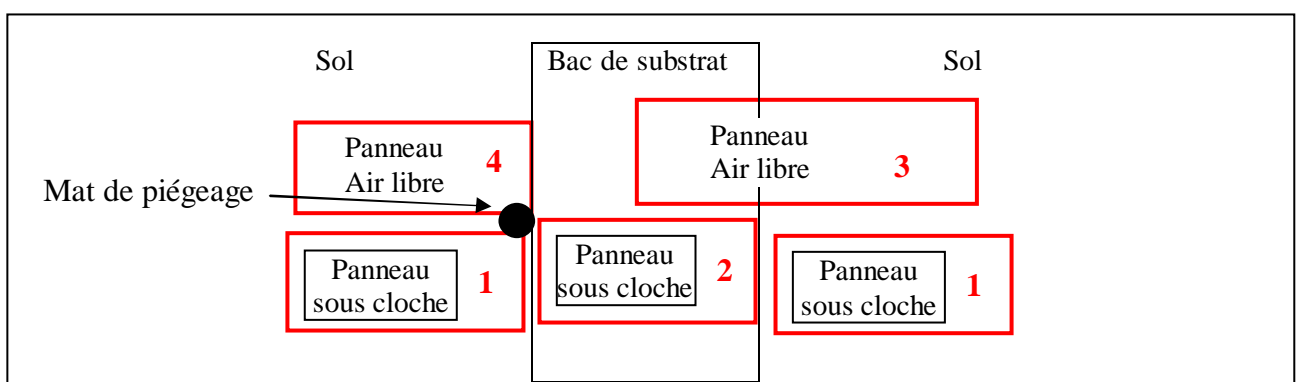 Sol
Bac de substrat
Sol
Panneau
Air libre
4
Panneau
Air libre
3
Mat de piégeage
Panneau
sous cloche
1
Panneau
sous cloche
2
Panneau
sous cloche
1